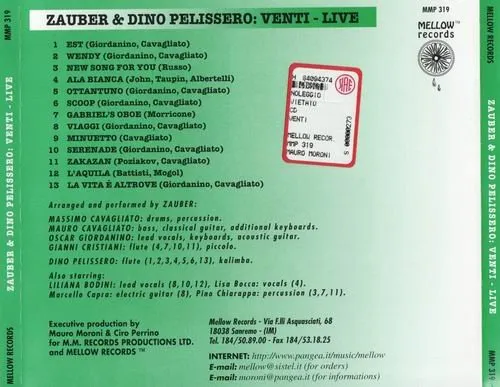 ZAUBER & DINO PELISSERO: VENTI - LIVE
MMP 319
MELLOW™
records
1 EST (Giordanino, Cavagliato)
2 WENDY (Giordanino, Cavagliato)
3 NEW SONG FOR YOU (Russo)
4 ALA BIANCA (John, Taupin, Albertelli)
5 OTTANTUNO (Giordanino, Cavagliato)
6 SCOOP (Giordanino, Cavagliato)
7 GABRIEL'S OBOE (Morricone)
8 VIAGGI (Giordanino, Cavagliato)
9 MINUETTO (Giordanino, Cavagliato)
10 SERENADE (Giordanino, Cavagliato)
11 ZAKAZAN (Poziakov, Cavagliato)
12 L'AQUILA (Battisti, Mogol)
13 LA VITA È ALTROVE (Giordanino, Cavagliato)
84094374
NOLEGGIO
VIETATO
CD
VENTI
MELLOW RECOR
MMP 319
MAURO MORONI
S 00000273
Arranged and performed by ZAUBER:
MASSIMO CAVAGLIATO: drums, percussion.
MAURO CAVAGLIATO: bass, classical guitar, additional keyboards.
OSCAR GIORDANINO: lead vocals, keyboards, acoustic guitar.
GIANNI CRISTIANI: flute (4,7,10,11), piccolo.
DINO PELISSERO: flute (1,2,3,4,5,6,13), kalimba.
Also starring:
LILIANA BODINI: lead vocals (8,10,12), Lisa Bocca: vocals (4).
Marcello Capra: electric guitar (8), Pino Chiarappa: percussion (3,7,11).
Executive production by
Mauro Moroni & Ciro Perrino
for M.M. RECORDS PRODUCTIONS LTD.
and MELLOW RECORDS ™
Mellow Records - Via F.lli Asquasciati, 68
18038 Sanremo - (IM)
Tel. 184/50.89.00 - Fax 184/53.18.25
INTERNET: http://www.pangea.it/music/mellow
E-mail: mellow@sistel.it (for orders)
E-mail: moroni@pangea.it (for informations)
MMP 319
ZAUBER & DINO PELISSERO: VENTI - LIVE
MELLOW RECORDS
MELLOW RECORDS
ZAUBER & DINO PELISSERO: VENTI - LIVE
MMP 319